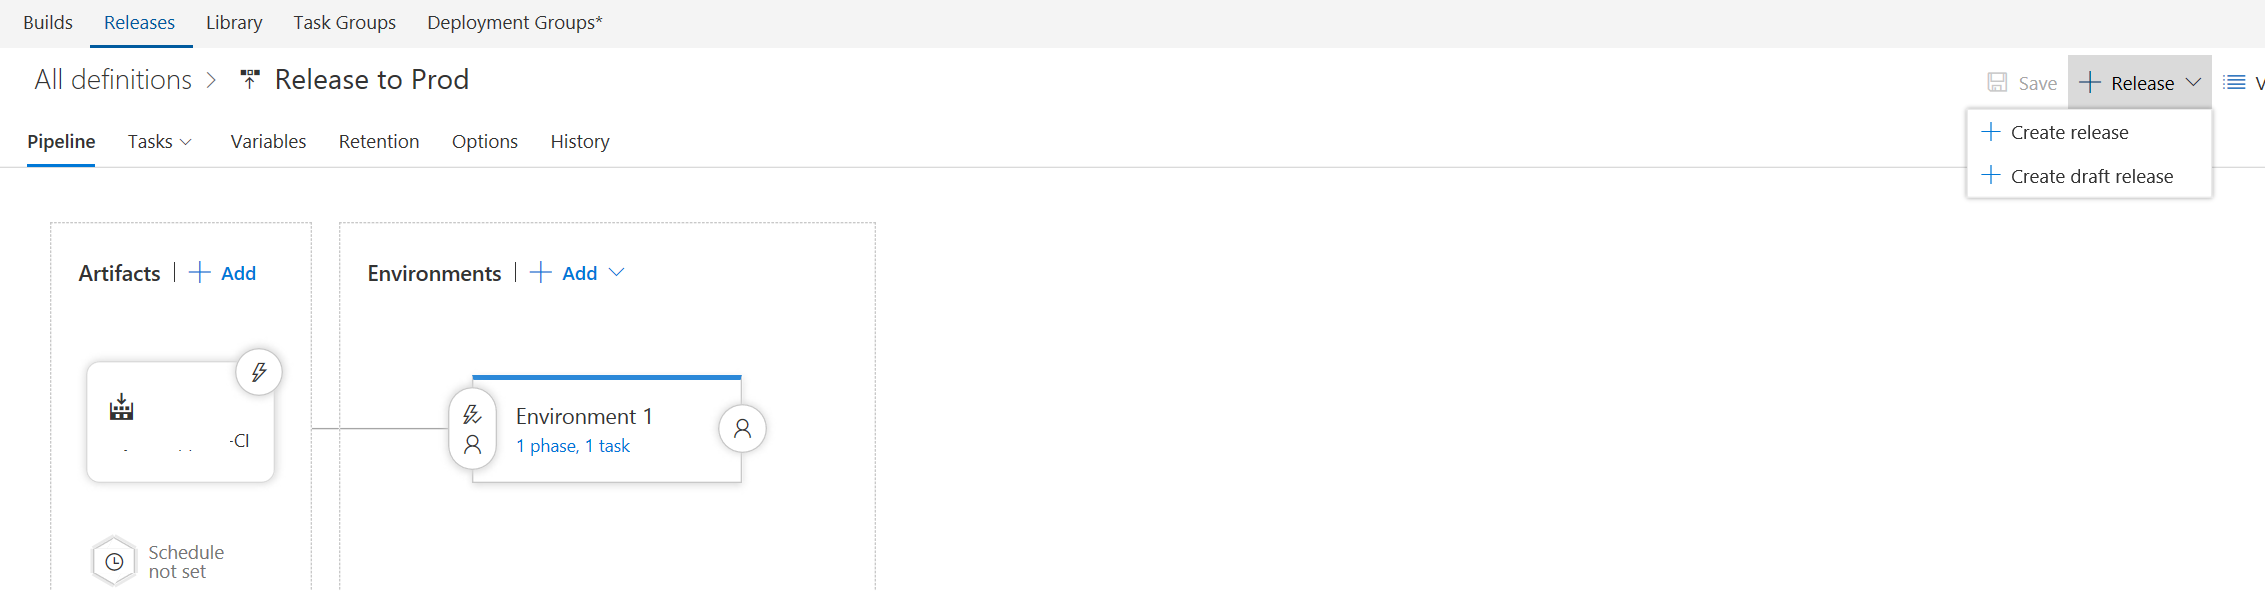 Builds Releases Library Task Groups Deployment Groups*
All definitions > Release to Prod
Save + Release
Pipeline Tasks Variables Retention Options History
+ Create release
+ Create draft release
Artifacts | + Add
Environments | + Add
-CI
Environment 1
1 phase, 1 task
Schedule
not set